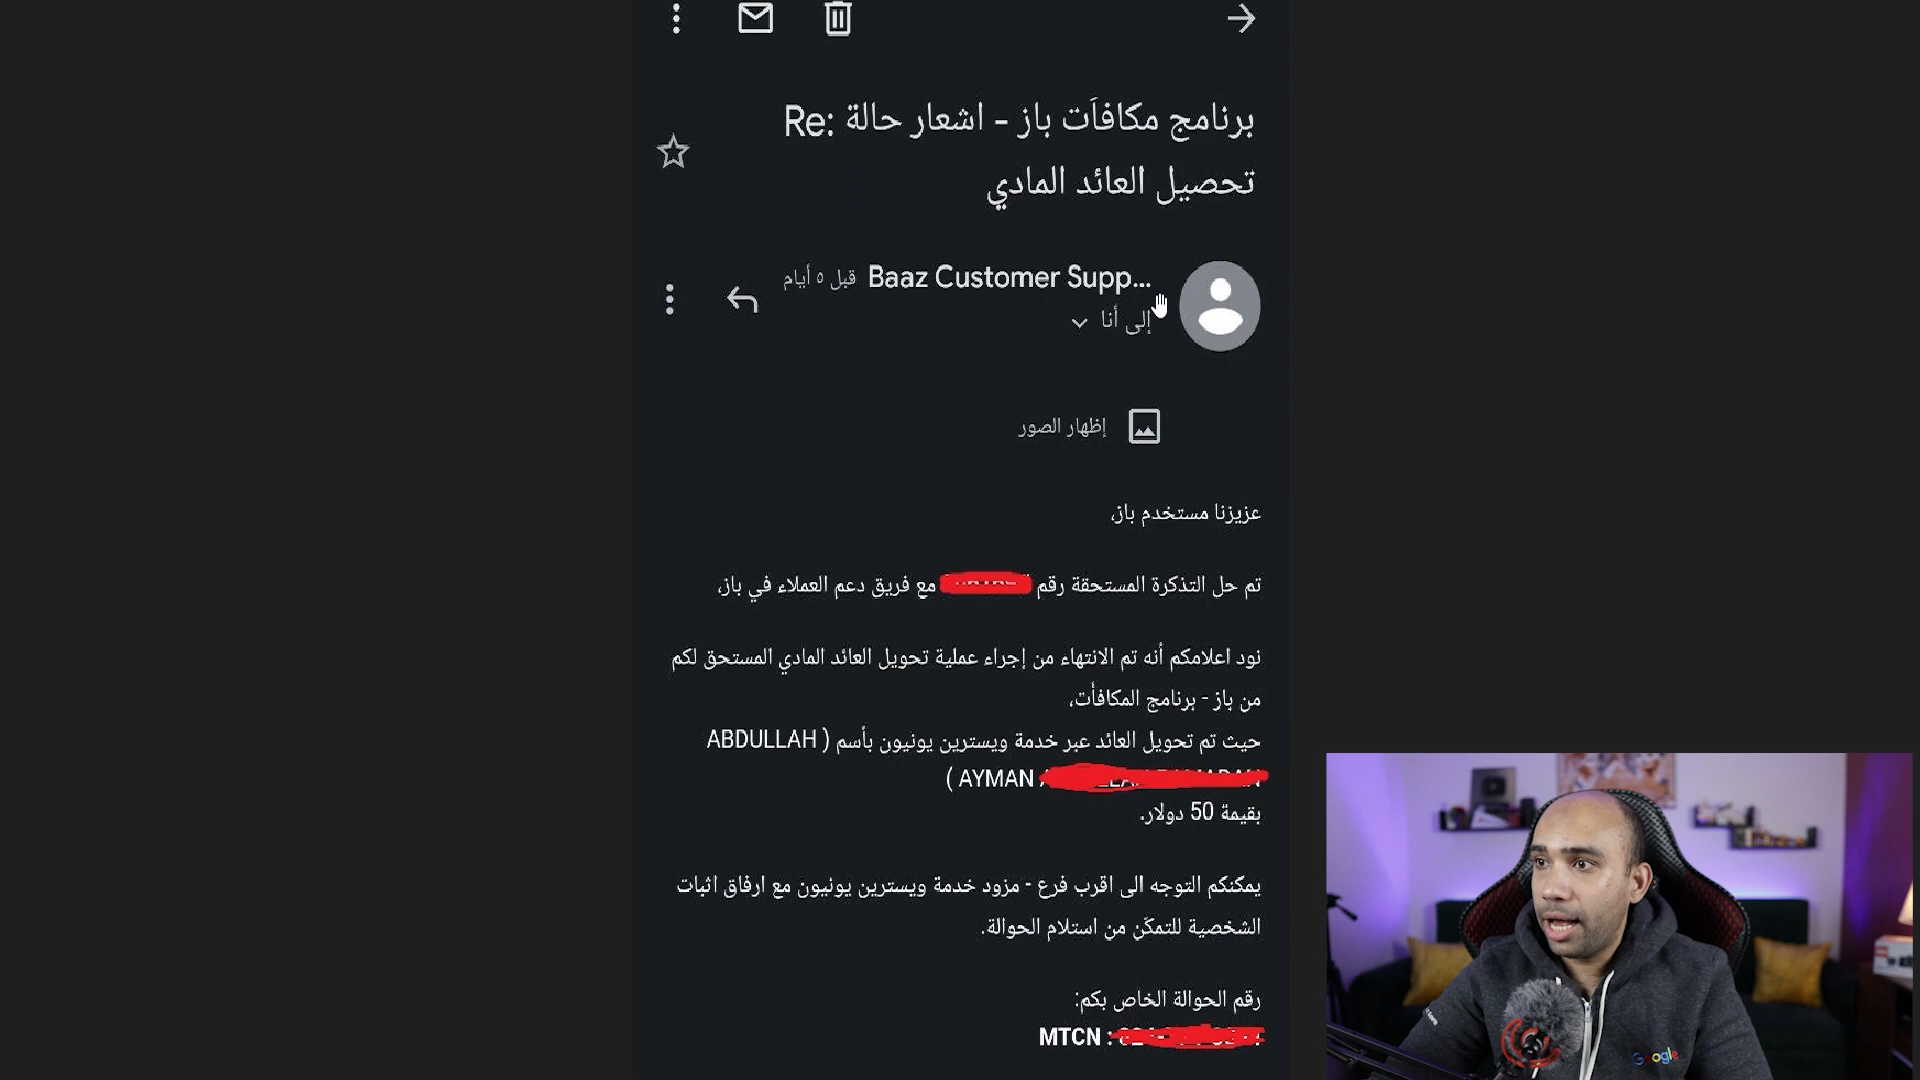 Re: برنامج مكافآت باز - اشعار حالة
تحصيل العائد المادي
Baaz Customer Supp... قبل ٥ أيام
إلى أنا
إظهار الصور
عزيزنا مستخدم باز،
تم حل التذكرة المستحقة رقم مع فريق دعم العملاء في باز،
نود اعلامكم أنه تم الانتهاء من إجراء عملية تحويل العائد المادي المستحق لكم
من باز - برنامج المكافأت،
حيث تم تحويل العائد عبر خدمة ويسترين يونيون بأسم ( ABDULLAH
AYMAN )
بقيمة 50 دولار.
يمكنكم التوجه الى اقرب فرع - مزود خدمة ويسترين يونيون مع ارفاق اثبات
الشخصية للتمكّن من استلام الحوالة.
رقم الحوالة الخاص بكم:
MTCN :
Google